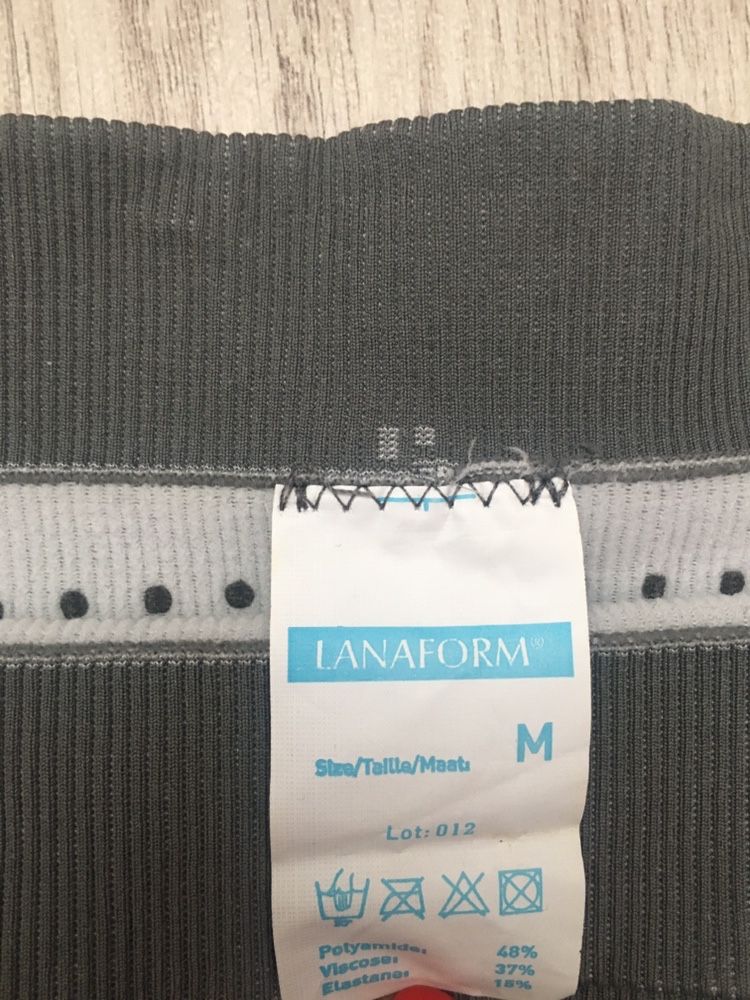 LANAFORM®
M
Size/Taille/Maat:
Lot: 012
Polyamide: 48%
Viscose: 37%
Elastane: 15%